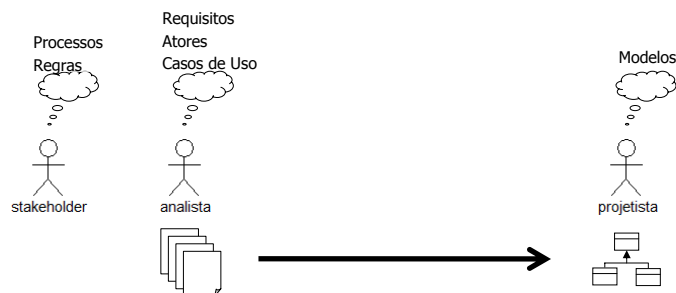 Processos
Regras
Requisitos
Atores
Casos de Uso
Modelos
stakeholder
analista
projetista